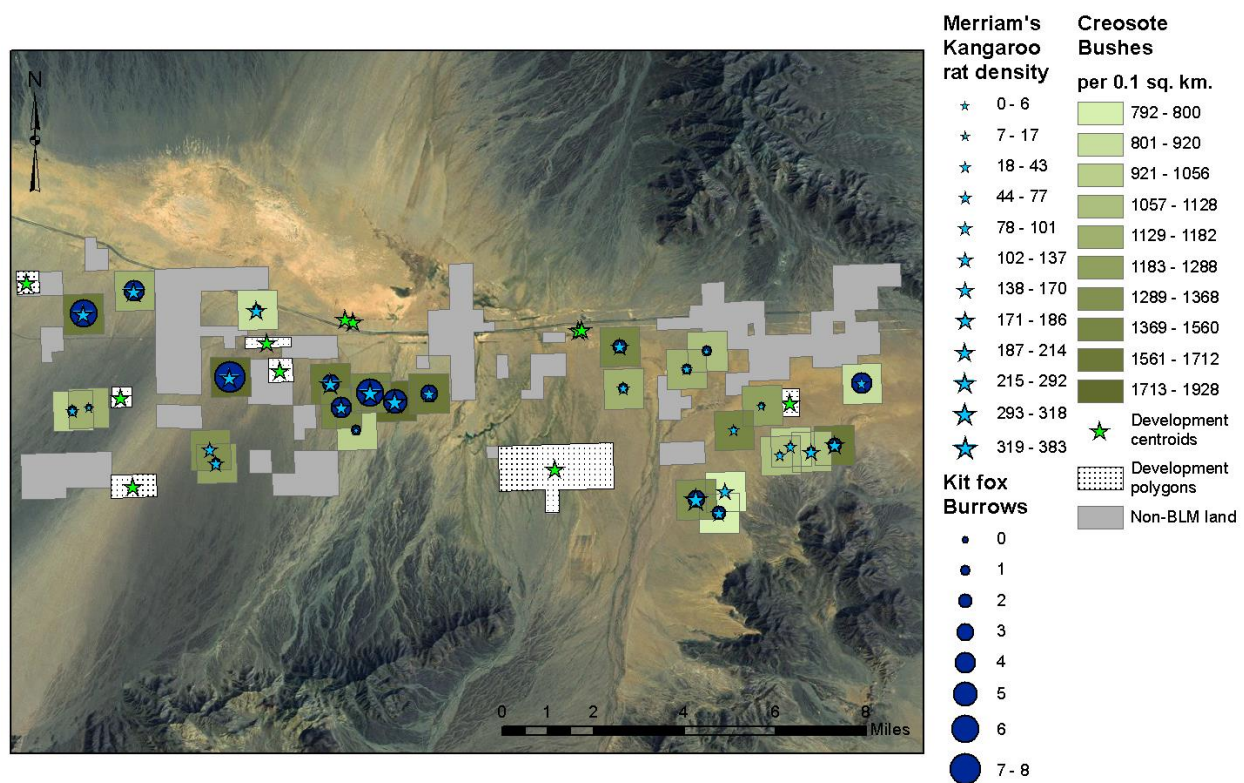 N
0 1 2 4 6 8
Miles
Merriam's
Kangaroo
rat density
0 - 6
7 - 17
18 - 43
44 - 77
78 - 101
102 - 137
138 - 170
171 - 186
187 - 214
215 - 292
293 - 318
319 - 383
Kit fox
Burrows
0
1
2
3
4
5
6
7 - 8
Creosote
Bushes
per 0.1 sq. km.
792 - 800
801 - 920
921 - 1056
1057 - 1128
1129 - 1182
1183 - 1288
1289 - 1368
1369 - 1560
1561 - 1712
1713 - 1928
Development
centroids
Development
polygons
Non-BLM land